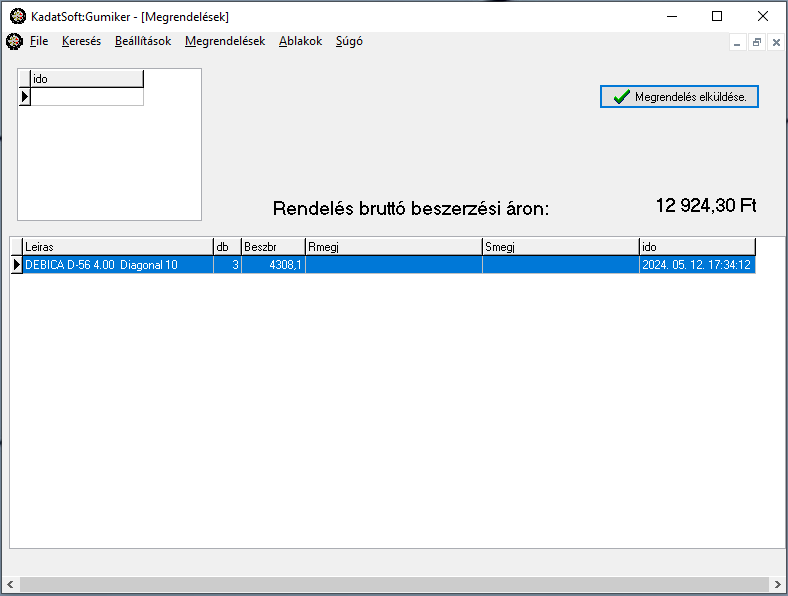 KadatSoft:Gumiker - [Megrendelések]
File Keresés Beállítások Megrendelések Ablakok Súgó
ido
Megrendelés elküldése.
Rendelés bruttó beszerzési áron: 12 924,30 Ft
Leiras db Beszbr Rmegj Smegj ido
DEBICA D-56 4.00 Diagonal 10 3 4308,1 2024. 05. 12. 17:34:12